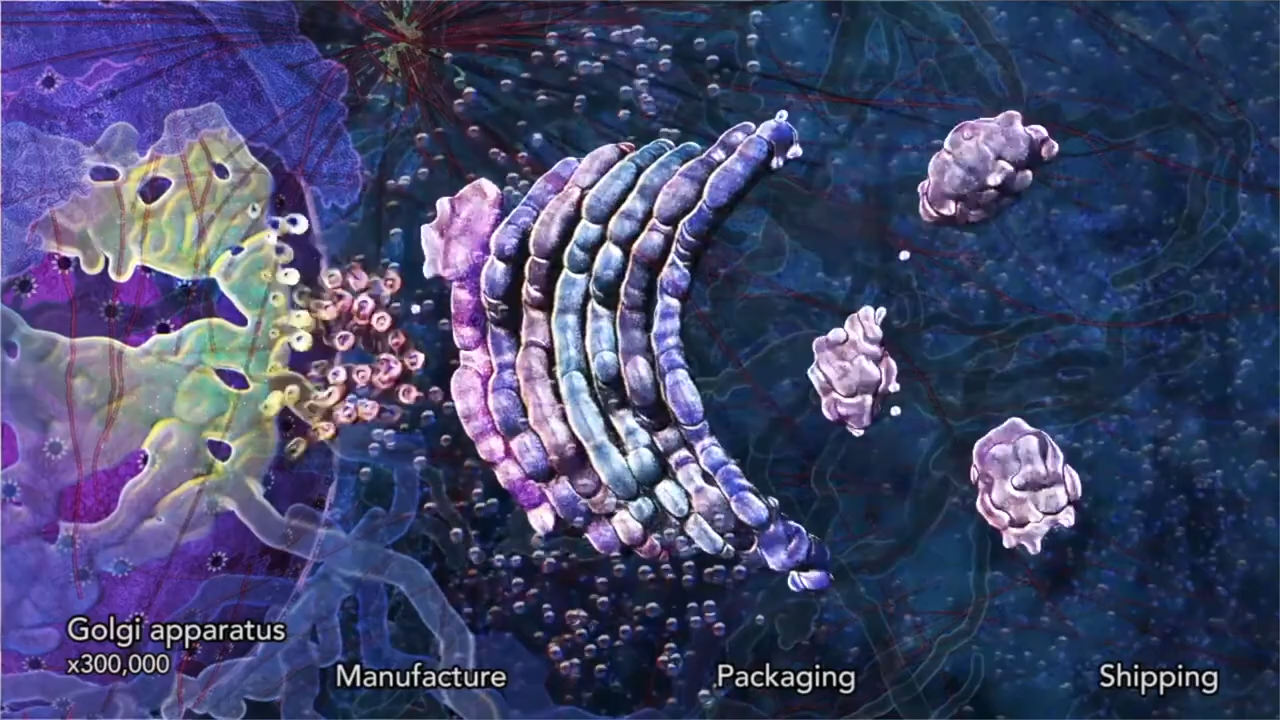 Golgi apparatus
x300,000
Manufacture
Packaging
Shipping